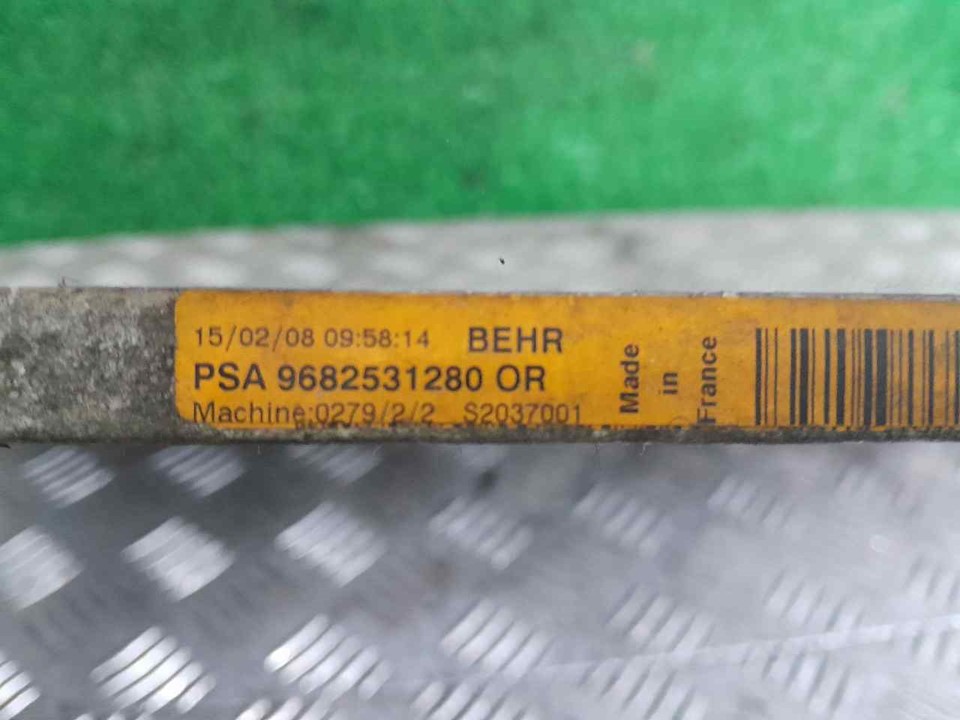 15/02/08 09:58:14 BEHR
PSA 9682531280 OR
Machine:0279/2/2 S2037001
Made
in
France